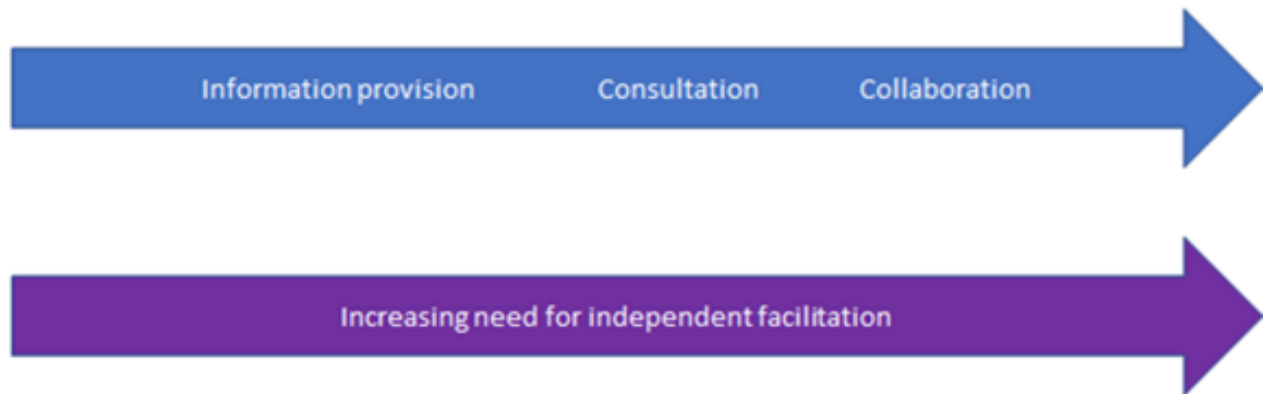 Information provision Consultation Collaboration
Increasing need for independent facilitation